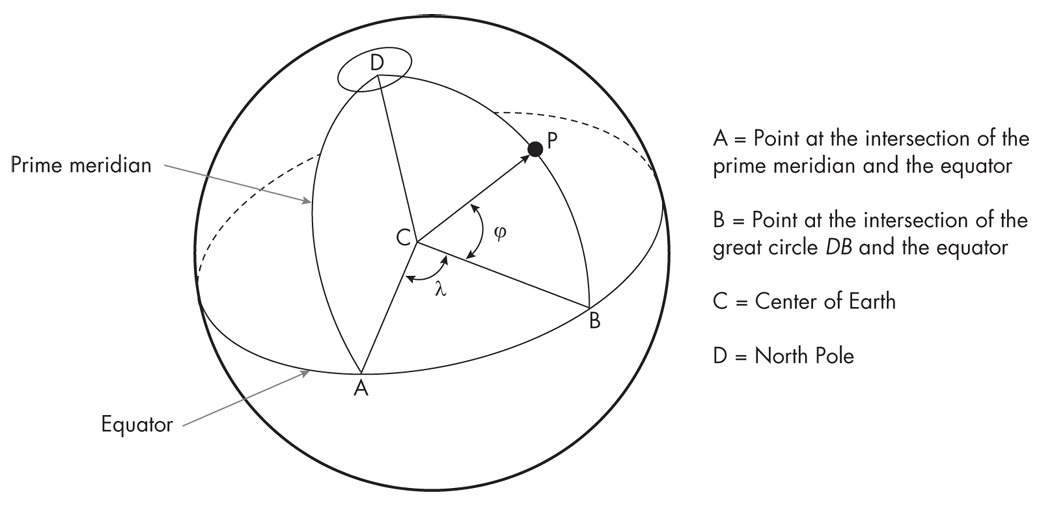 D
P
Prime meridian
C
φ
λ
B
A
Equator
A = Point at the intersection of the
prime meridian and the equator
B = Point at the intersection of the
great circle DB and the equator
C = Center of Earth
D = North Pole